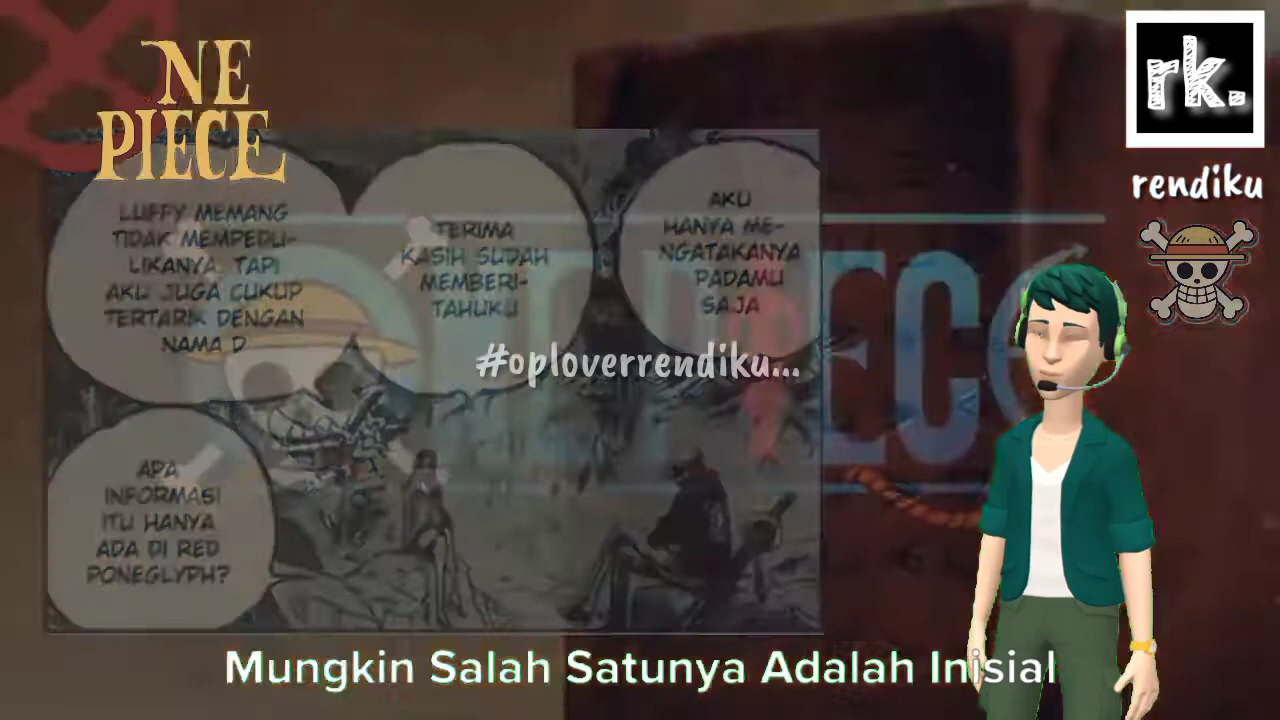 NE
PIECE
rk.
rendiku
LUFFY MEMANG
TIDAK MEMPEDU-
LIKANYA, TAPI
AKU JUGA CUKUP
TERTARIK DENGAN
NAMA D
TERIMA
KASIH SUDAH
MEMBERI-
TAHUKU
AKU
HANYA ME-
NGATAKANYA
PADAMU
SAJA
#oploverrendiku...
APA
INFORMASI
ITU HANYA
ADA DI RED
PONEGLYPH?
Mungkin Salah Satunya Adalah Inisial